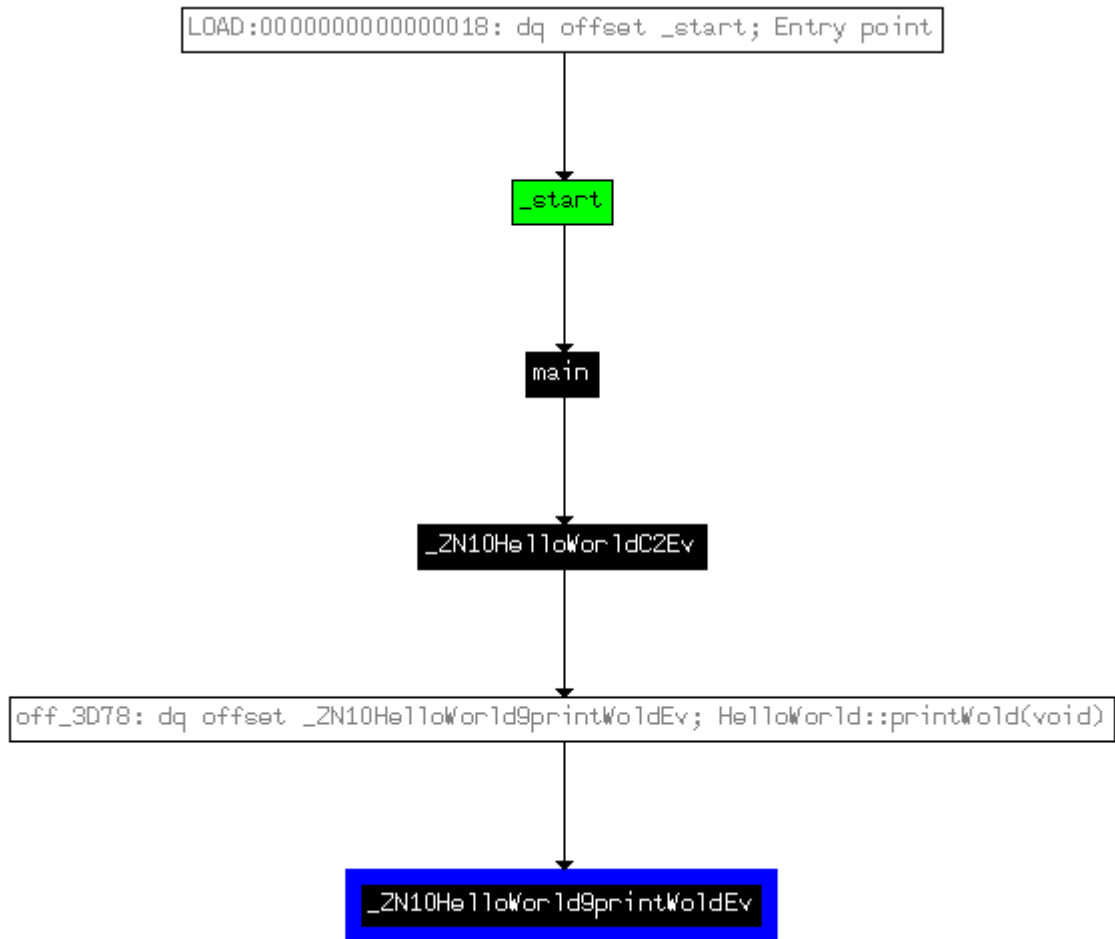 LOAD:0000000000000018: dq offset _start; Entry point
_start
main
_ZN10HelloWorldC2Ev
off_3D78: dq offset _ZN10HelloWorld9printWoldEv; HelloWorld::printWold(void)
_ZN10HelloWorld9printWoldEv